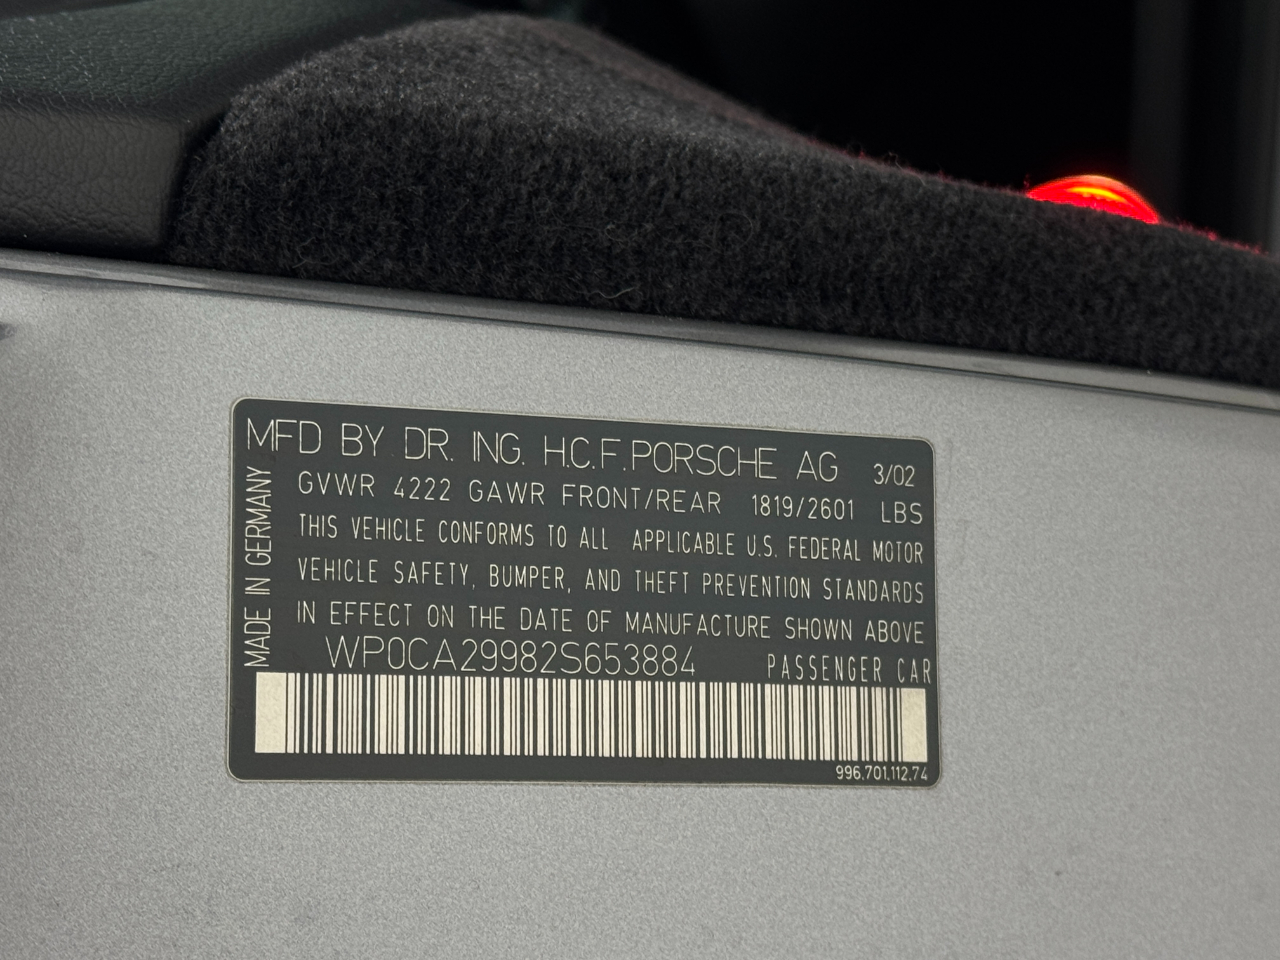 MFD BY DR. ING. H.C.F.PORSCHE AG 3/02
GVWR 4222 GAWR FRONT/REAR 1819/2601 LBS
THIS VEHICLE CONFORMS TO ALL APPLICABLE U.S. FEDERAL MOTOR
VEHICLE SAFETY, BUMPER, AND THEFT PREVENTION STANDARDS
IN EFFECT ON THE DATE OF MANUFACTURE SHOWN ABOVE
WP0CA29982S653884 PASSENGER CAR
996.701.112.74
MADE IN GERMANY